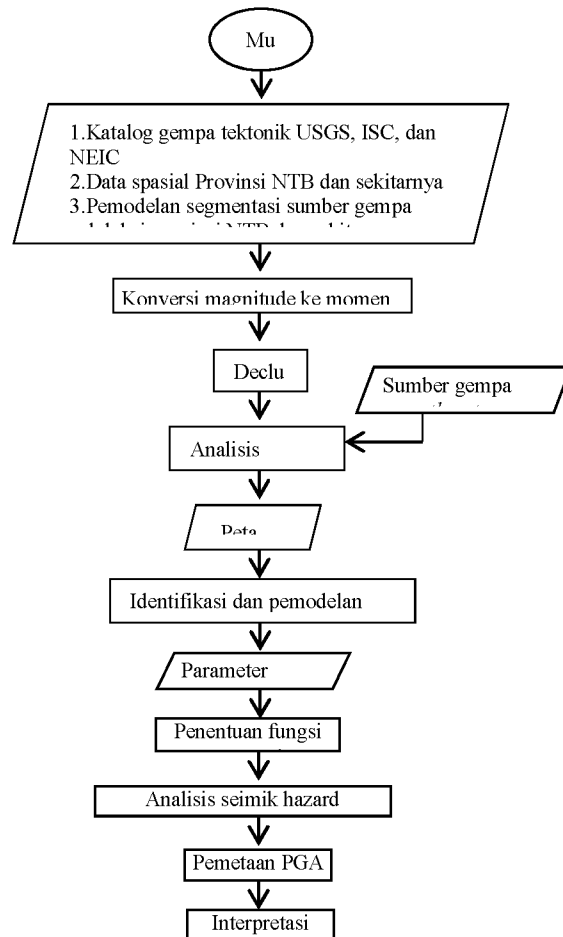 Mu
1.Katalog gempa tektonik USGS, ISC, dan
NEIC
2.Data spasial Provinsi NTB dan sekitarnya
3.Pemodelan segmentasi sumber gempa
NTB
Konversi magnitude ke momen
Declu
Sumber gempa
Analisis
Peta
Identifikasi dan pemodelan
Parameter
Penentuan fungsi
Analisis seimik hazard
Pemetaan PGA
Interpretasi